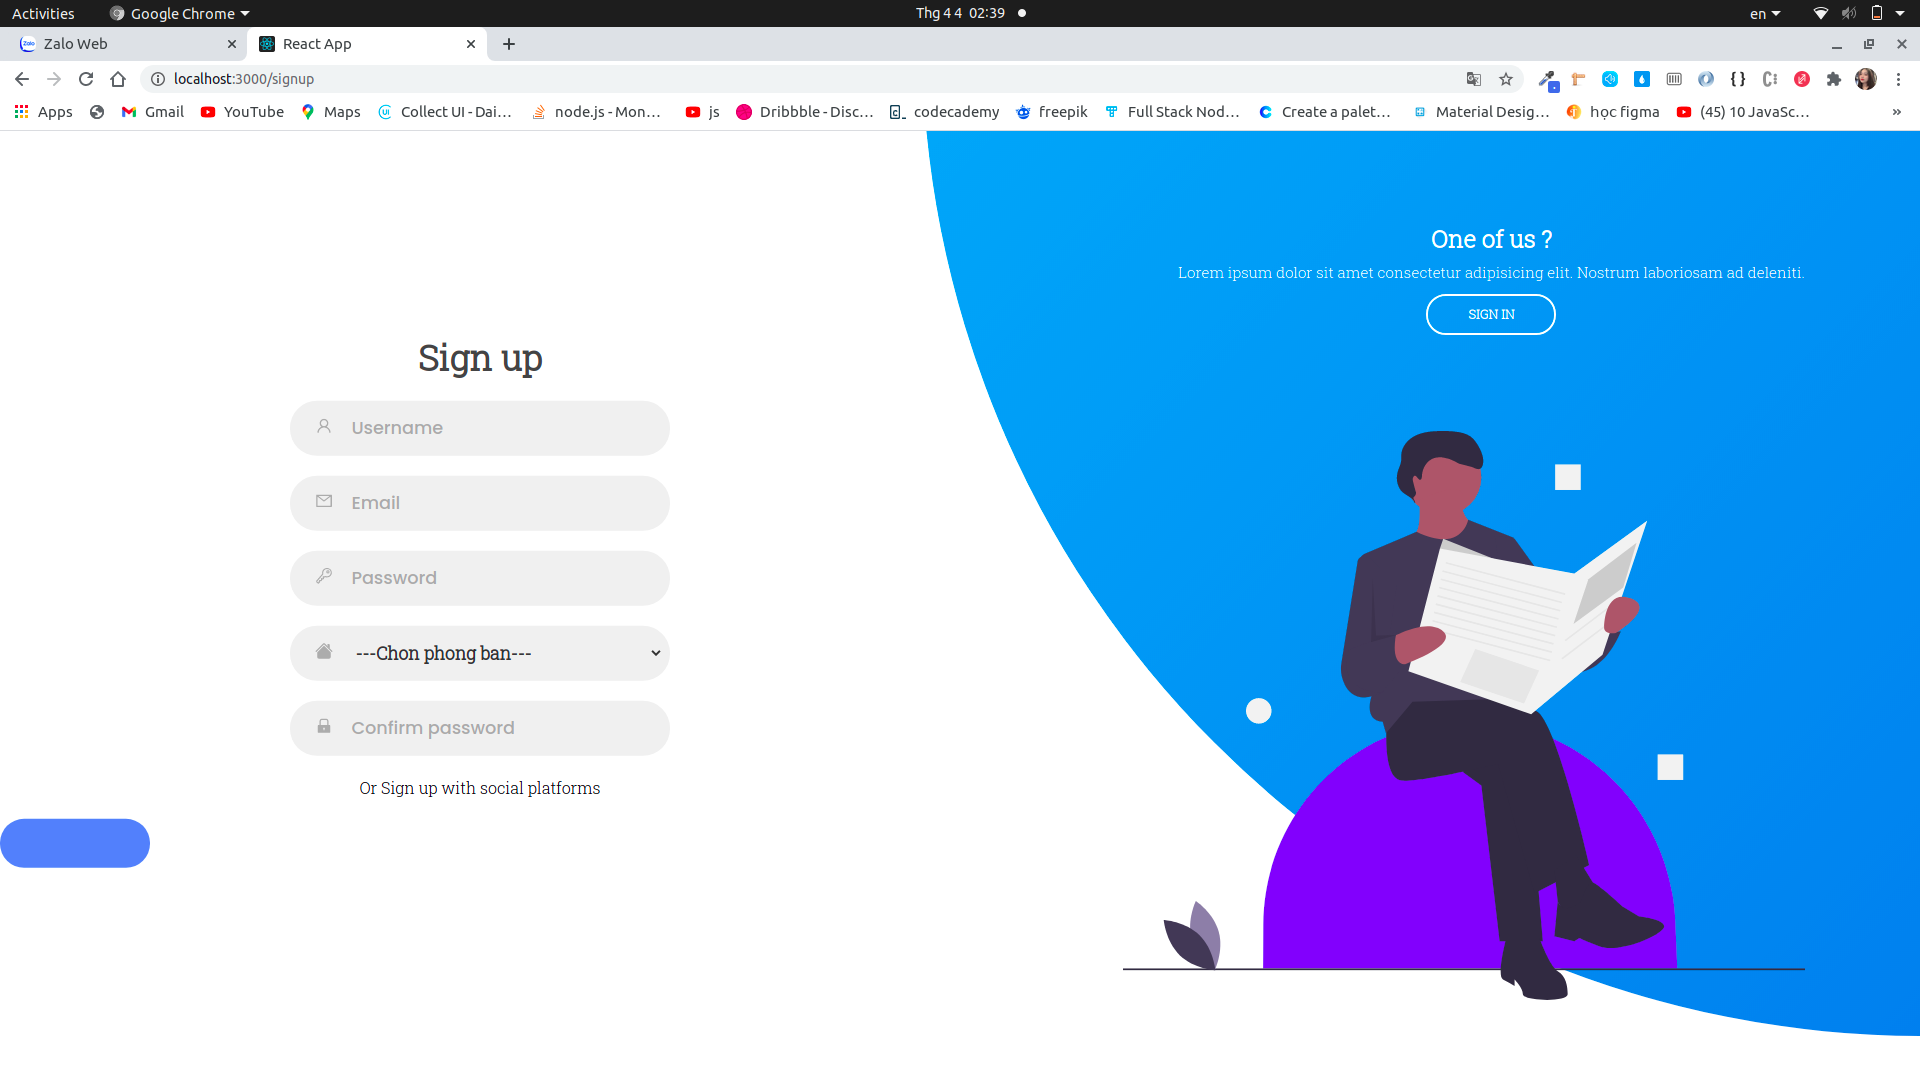 Activities Google Chrome Thg 4 4 02:39 en
Zalo Web React App
localhost:3000/signup
Apps Gmail YouTube Maps Collect UI - Dai… node.js - Mon… js Dribbble - Disc… codecademy freepik Full Stack Nod… Create a palet… Material Desig… học figma (45) 10 JavaSc… »
One of us ?
Lorem ipsum dolor sit amet consectetur adipisicing elit. Nostrum laboriosam ad deleniti.
SIGN IN
Sign up
Username
Email
Password
---Chon phong ban---
Confirm password
Or Sign up with social platforms